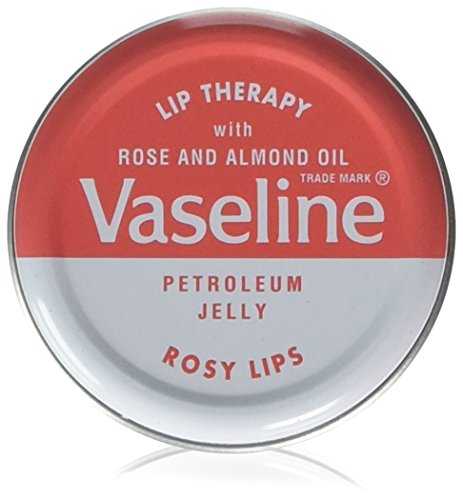 LIP THERAPY
with
ROSE AND ALMOND OIL
TRADE MARK ®
Vaseline
PETROLEUM
JELLY
ROSY LIPS